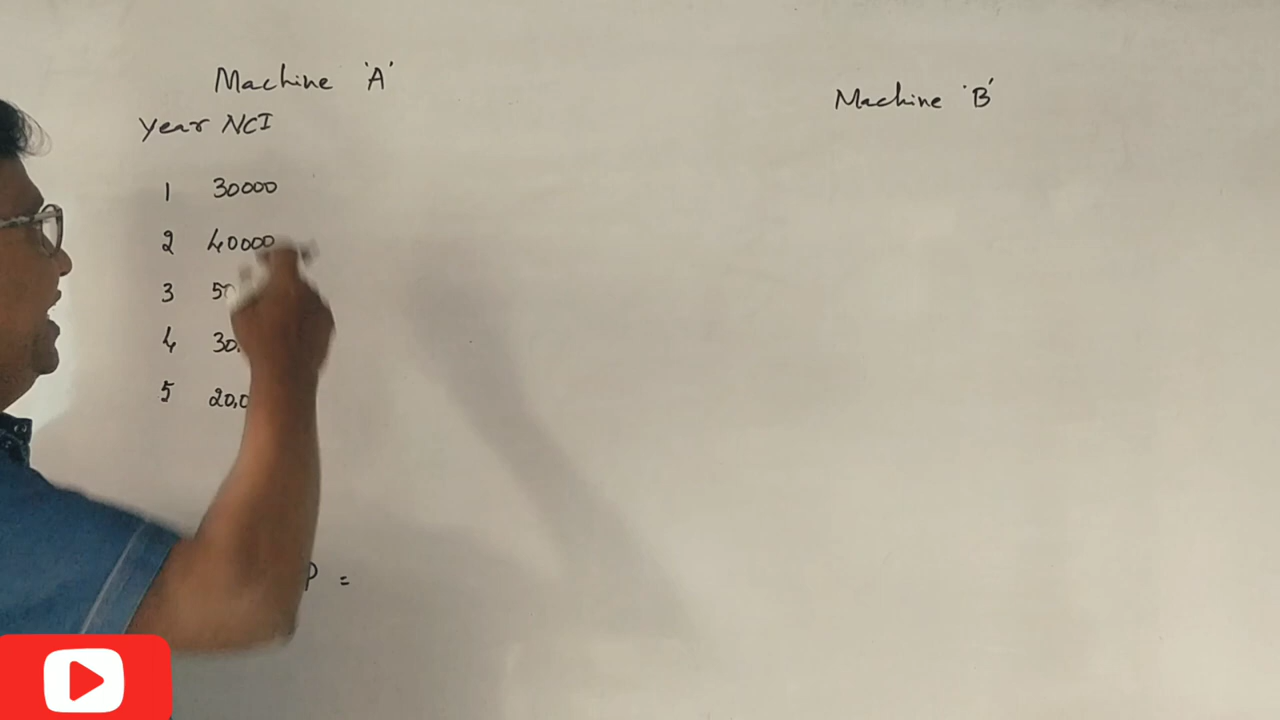 Machine 'A'
Year NCI
1 30000
2 40000
3
4
5
P =
Machine 'B'